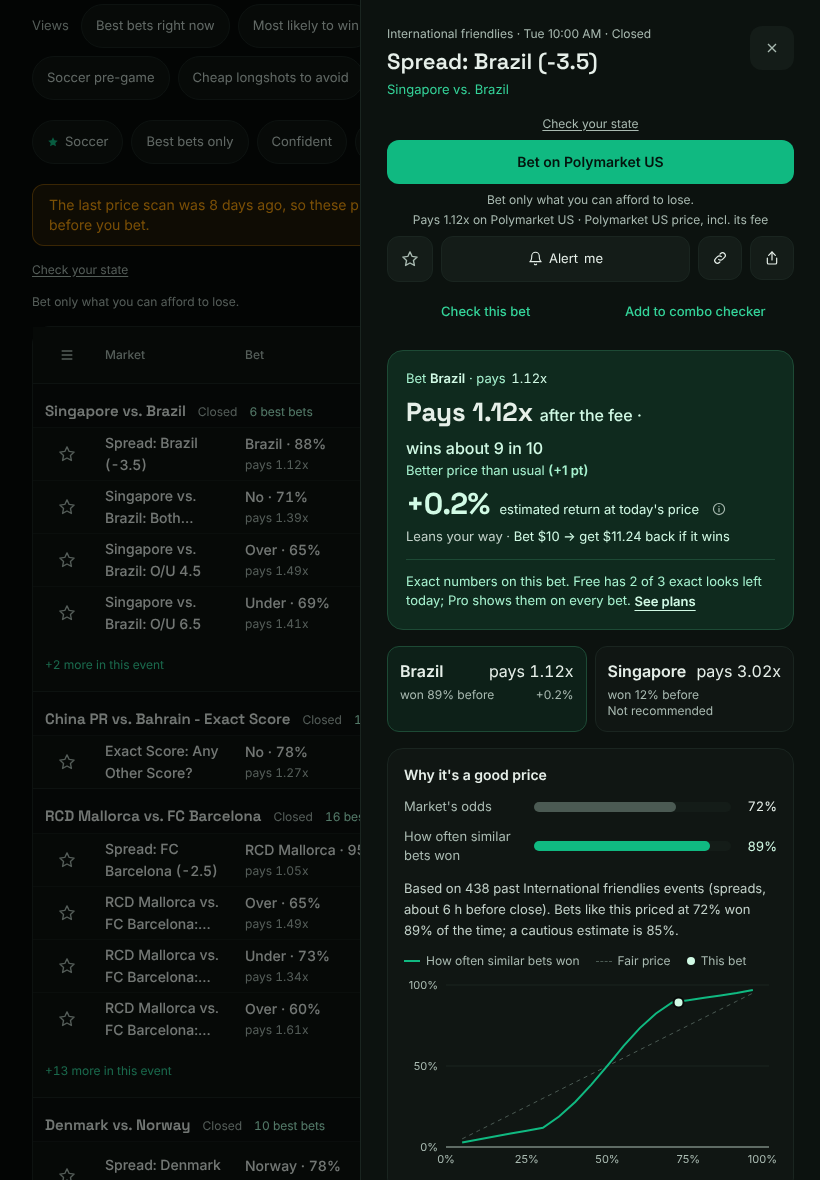 Views Best bets right now Most likely to win
Soccer pre-game Cheap longshots to avoid
Soccer Best bets only Confident
The last price scan was 8 days ago, so these p
before you bet.
Check your state
Bet only what you can afford to lose.
Market Bet
Singapore vs. Brazil Closed 6 best bets
Spread: Brazil (-3.5) Brazil · 88% pays 1.12x
Singapore vs. Brazil: Both... No · 71% pays 1.39x
Singapore vs. Brazil: O/U 4.5 Over · 65% pays 1.49x
Singapore vs. Brazil: O/U 6.5 Under · 69% pays 1.41x
+2 more in this event
China PR vs. Bahrain - Exact Score Closed 1
Exact Score: Any Other Score? No · 78% pays 1.27x
RCD Mallorca vs. FC Barcelona Closed 16 bes
Spread: FC Barcelona (-2.5) RCD Mallorca · 95 pays 1.05x
RCD Mallorca vs. FC Barcelona:... Over · 65% pays 1.49x
RCD Mallorca vs. FC Barcelona:... Under · 73% pays 1.34x
RCD Mallorca vs. FC Barcelona:... Over · 60% pays 1.61x
+13 more in this event
Denmark vs. Norway Closed 10 best bets
Spread: Denmark Norway · 78%
International friendlies · Tue 10:00 AM · Closed
Spread: Brazil (-3.5)
Singapore vs. Brazil
Check your state
Bet on Polymarket US
Bet only what you can afford to lose.
Pays 1.12x on Polymarket US · Polymarket US price, incl. its fee
Alert me
Check this bet Add to combo checker
Bet Brazil · pays 1.12x
Pays 1.12x after the fee ·
wins about 9 in 10
Better price than usual (+1 pt)
+0.2% estimated return at today's price
Leans your way · Bet $10 → get $11.24 back if it wins
Exact numbers on this bet. Free has 2 of 3 exact looks left
today; Pro shows them on every bet. See plans
Brazil pays 1.12x
won 89% before +0.2%
Singapore pays 3.02x
won 12% before
Not recommended
Why it's a good price
Market's odds 72%
How often similar
bets won 89%
Based on 438 past International friendlies events (spreads,
about 6 h before close). Bets like this priced at 72% won
89% of the time; a cautious estimate is 85%.
How often similar bets won Fair price This bet
100%
50%
0%
0% 25% 50% 75% 100%